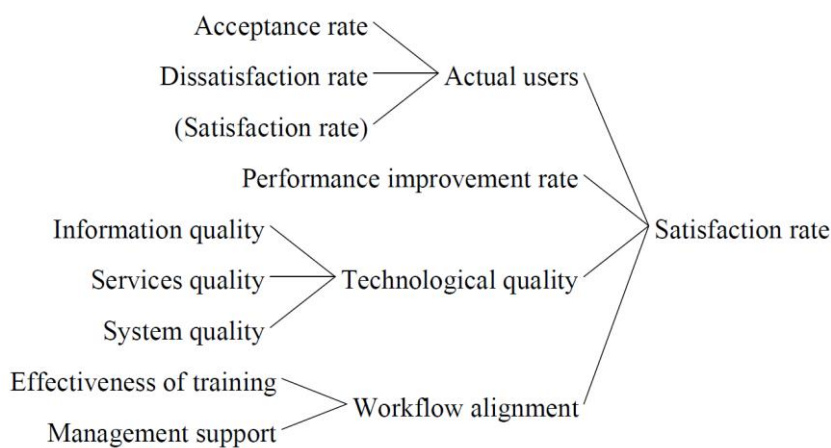 Acceptance rate
Dissatisfaction rate
Actual users
(Satisfaction rate)
Performance improvement rate
Information quality
Satisfaction rate
Services quality
Technological quality
System quality
Effectiveness of training
Workflow alignment
Management support